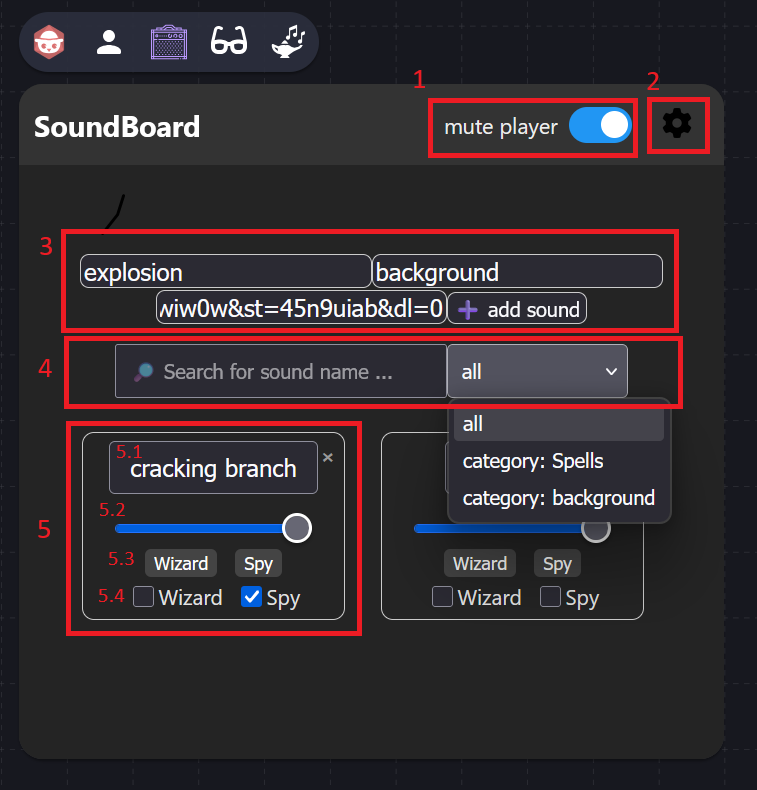 1
2
SoundBoard
mute player
3
explosion
background
wiw0w&st=45n9uiab&dl=0
add sound
4
Search for sound name ...
all
all
category: Spells
category: background
5
5.1
cracking branch
×
5.2
5.3
Wizard
Spy
5.4
Wizard
Spy
Wizard
Spy
Wizard
Spy